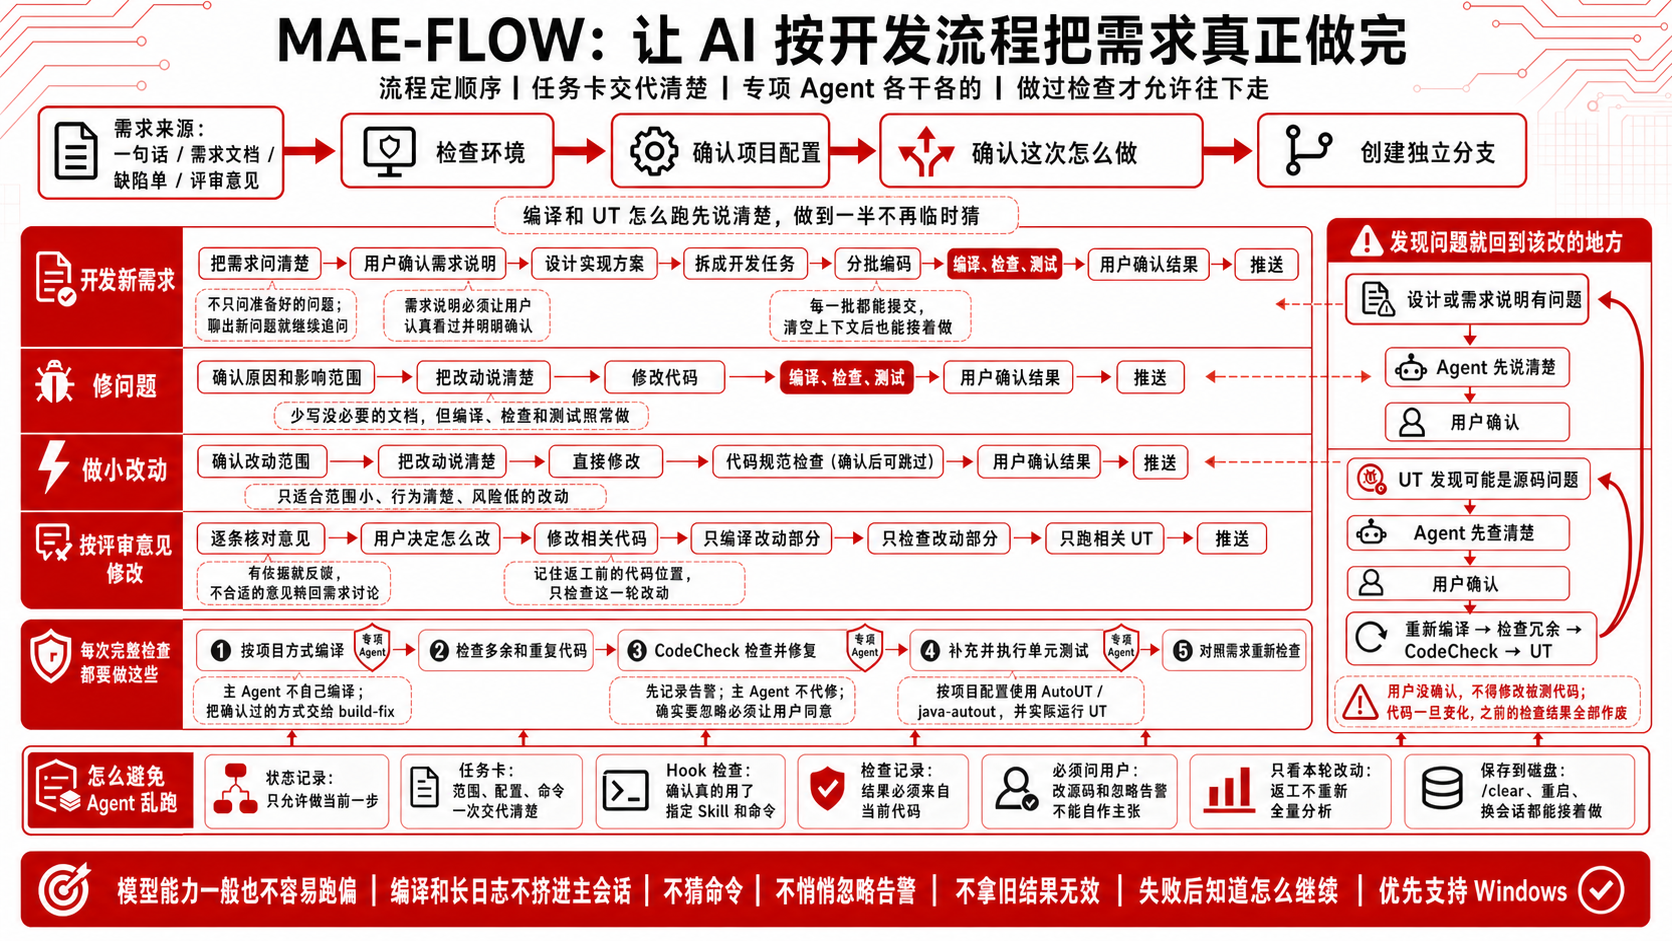 MAE-FLOW：让 AI 按开发流程把需求真正做完
流程定顺序 | 任务卡交代清楚 | 专项 Agent 各干各的 | 做过检查才允许往下走
需求来源：
一句话 / 需求文档 /
缺陷单 / 评审意见
检查环境
确认项目配置
确认这次怎么做
创建独立分支
编译和 UT 怎么跑先说清楚，做到一半不再临时猜
开发新需求
把需求问清楚
用户确认需求说明
设计实现方案
拆成开发任务
分批编码
编译、检查、测试
用户确认结果
推送
不只问准备好的问题；
聊出新问题就继续追问
需求说明必须让用户
认真看过并明明确认
每一批都能提交，
清空上下文后也能接着做
修问题
确认原因和影响范围
把改动说清楚
修改代码
编译、检查、测试
用户确认结果
推送
少写没必要的文档，但编译、检查和测试照常做
做小改动
确认改动范围
把改动说清楚
直接修改
代码规范检查（确认后可跳过）
用户确认结果
推送
只适合范围小、行为清楚、风险低的改动
按评审意见
修改
逐条核对意见
用户决定怎么改
修改相关代码
只编译改动部分
只检查改动部分
只跑相关 UT
推送
有依据就反馈，
不合适的意见转回需求讨论
记住返工前的代码位置，
只检查这一轮改动
每次完整检查
都要做这些
1 按项目方式编译
专项
Agent
2 检查多余和重复代码
3 CodeCheck 检查并修复
专项
Agent
4 补充并执行单元测试
专项
Agent
5 对照需求重新检查
主 Agent 不自己编译；
把确认过的方式交给 build-fix
先记录告警；主 Agent 不代修；
确实要忽略必须让用户同意
按项目配置使用 AutoUT /
java-autout，并实际运行 UT
发现问题就回到该改的地方
设计或需求说明有问题
Agent 先说清楚
用户确认
UT 发现可能是源码问题
Agent 先查清楚
用户确认
重新编译 → 检查冗余 →
CodeCheck → UT
用户没确认，不得修改被测代码；
代码一旦变化，之前的检查结果全部作废
怎么避免
Agent 乱跑
状态记录：
只允许做当前一步
任务卡：
范围、配置、命令
一次交代清楚
Hook 检查：
确认真的用了
指定 Skill 和命令
检查记录：
结果必须来自
当前代码
必须问用户：
改源码和忽略告警
不能自作主张
只看本轮改动：
返工不重新
全量分析
保存到磁盘：
/clear、重启、
换会话都能接着做
模型能力一般也不容易跑偏 | 编译和长日志不挤进主会话 | 不猜命令 | 不悄悄忽略告警 | 不拿旧结果无效 | 失败后知道怎么继续 | 优先支持 Windows